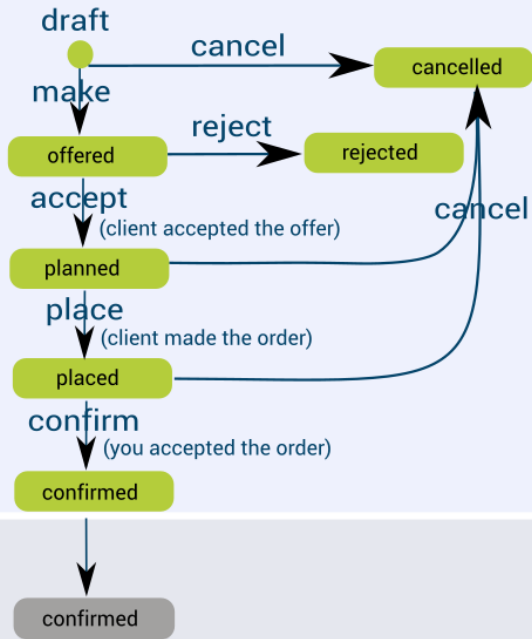 draft
cancel
cancelled
make
reject
offered
rejected
accept
(client accepted the offer)
cancel
planned
place
(client made the order)
placed
confirm
(you accepted the order)
confirmed
confirmed